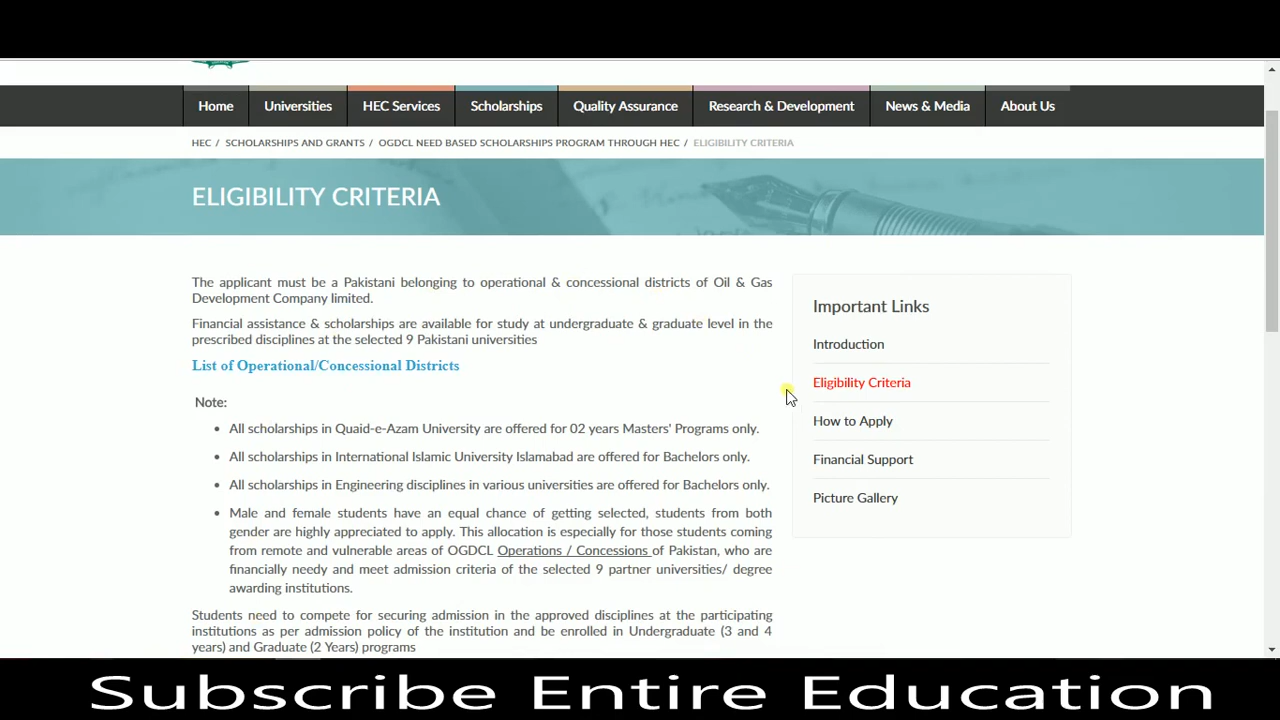 Home Universities HEC Services Scholarships Quality Assurance Research & Development News & Media About Us
HEC / SCHOLARSHIPS AND GRANTS / OGDCL NEED BASED SCHOLARSHIPS PROGRAM THROUGH HEC / ELIGIBILITY CRITERIA
ELIGIBILITY CRITERIA
The applicant must be a Pakistani belonging to operational & concessional districts of Oil & Gas
Development Company limited.
Financial assistance & scholarships are available for study at undergraduate & graduate level in the
prescribed disciplines at the selected 9 Pakistani universities
List of Operational/Concessional Districts
Note:
• All scholarships in Quaid-e-Azam University are offered for 02 years Masters' Programs only.
• All scholarships in International Islamic University Islamabad are offered for Bachelors only.
• All scholarships in Engineering disciplines in various universities are offered for Bachelors only.
• Male and female students have an equal chance of getting selected, students from both
gender are highly appreciated to apply. This allocation is especially for those students coming
from remote and vulnerable areas of OGDCL Operations / Concessions of Pakistan, who are
financially needy and meet admission criteria of the selected 9 partner universities/ degree
awarding institutions.
Students need to compete for securing admission in the approved disciplines at the participating
institutions as per admission policy of the institution and be enrolled in Undergraduate (3 and 4
years) and Graduate (2 Years) programs
Important Links
Introduction
Eligibility Criteria
How to Apply
Financial Support
Picture Gallery
Subscribe Entire Education